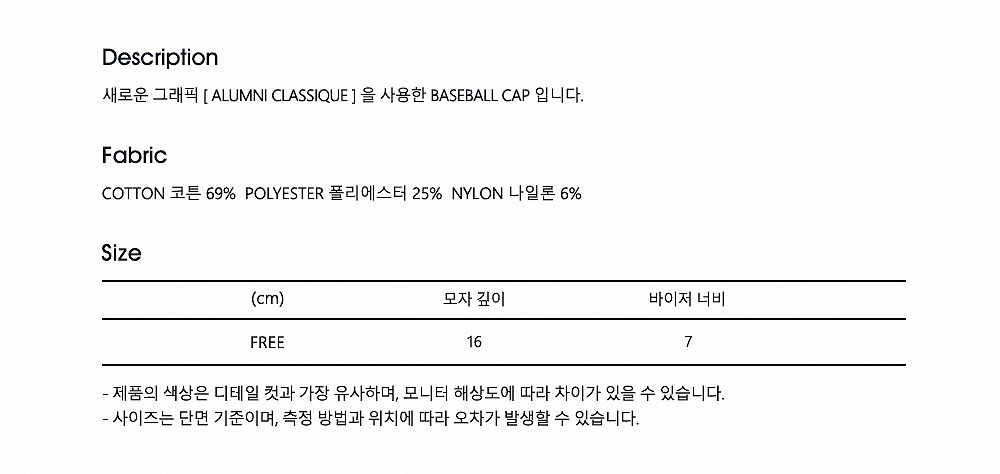 Description
새로운 그래픽 [ ALUMNI CLASSIQUE ] 을 사용한 BASEBALL CAP 입니다.
Fabric
COTTON 코튼 69% POLYESTER 폴리에스터 25% NYLON 나일론 6%
Size
(cm) 모자 깊이 바이저 너비
FREE 16 7
- 제품의 색상은 디테일 컷과 가장 유사하며, 모니터 해상도에 따라 차이가 있을 수 있습니다.
- 사이즈는 단면 기준이며, 측정 방법과 위치에 따라 오차가 발생할 수 있습니다.